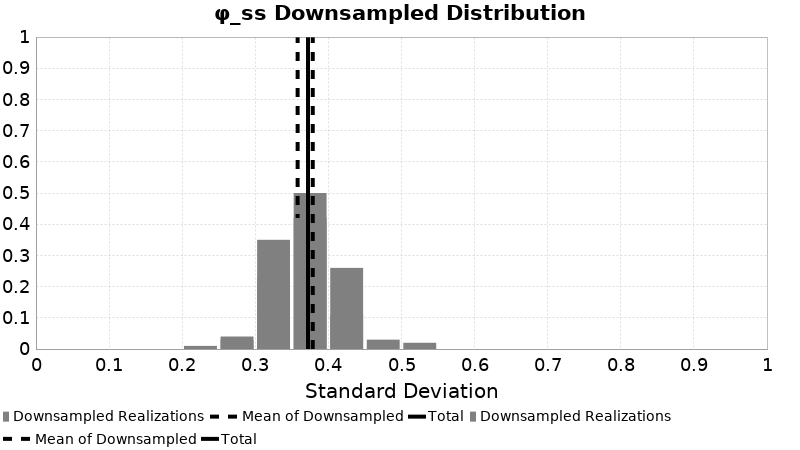 φ_ss Downsampled Distribution
1
0.9
0.8
0.7
0.6
0.5
0.4
0.3
0.2
0.1
0
0 0.1 0.2 0.3 0.4 0.5 0.6 0.7 0.8 0.9 1
Standard Deviation
Downsampled Realizations Mean of Downsampled Total Downsampled Realizations
Mean of Downsampled Total